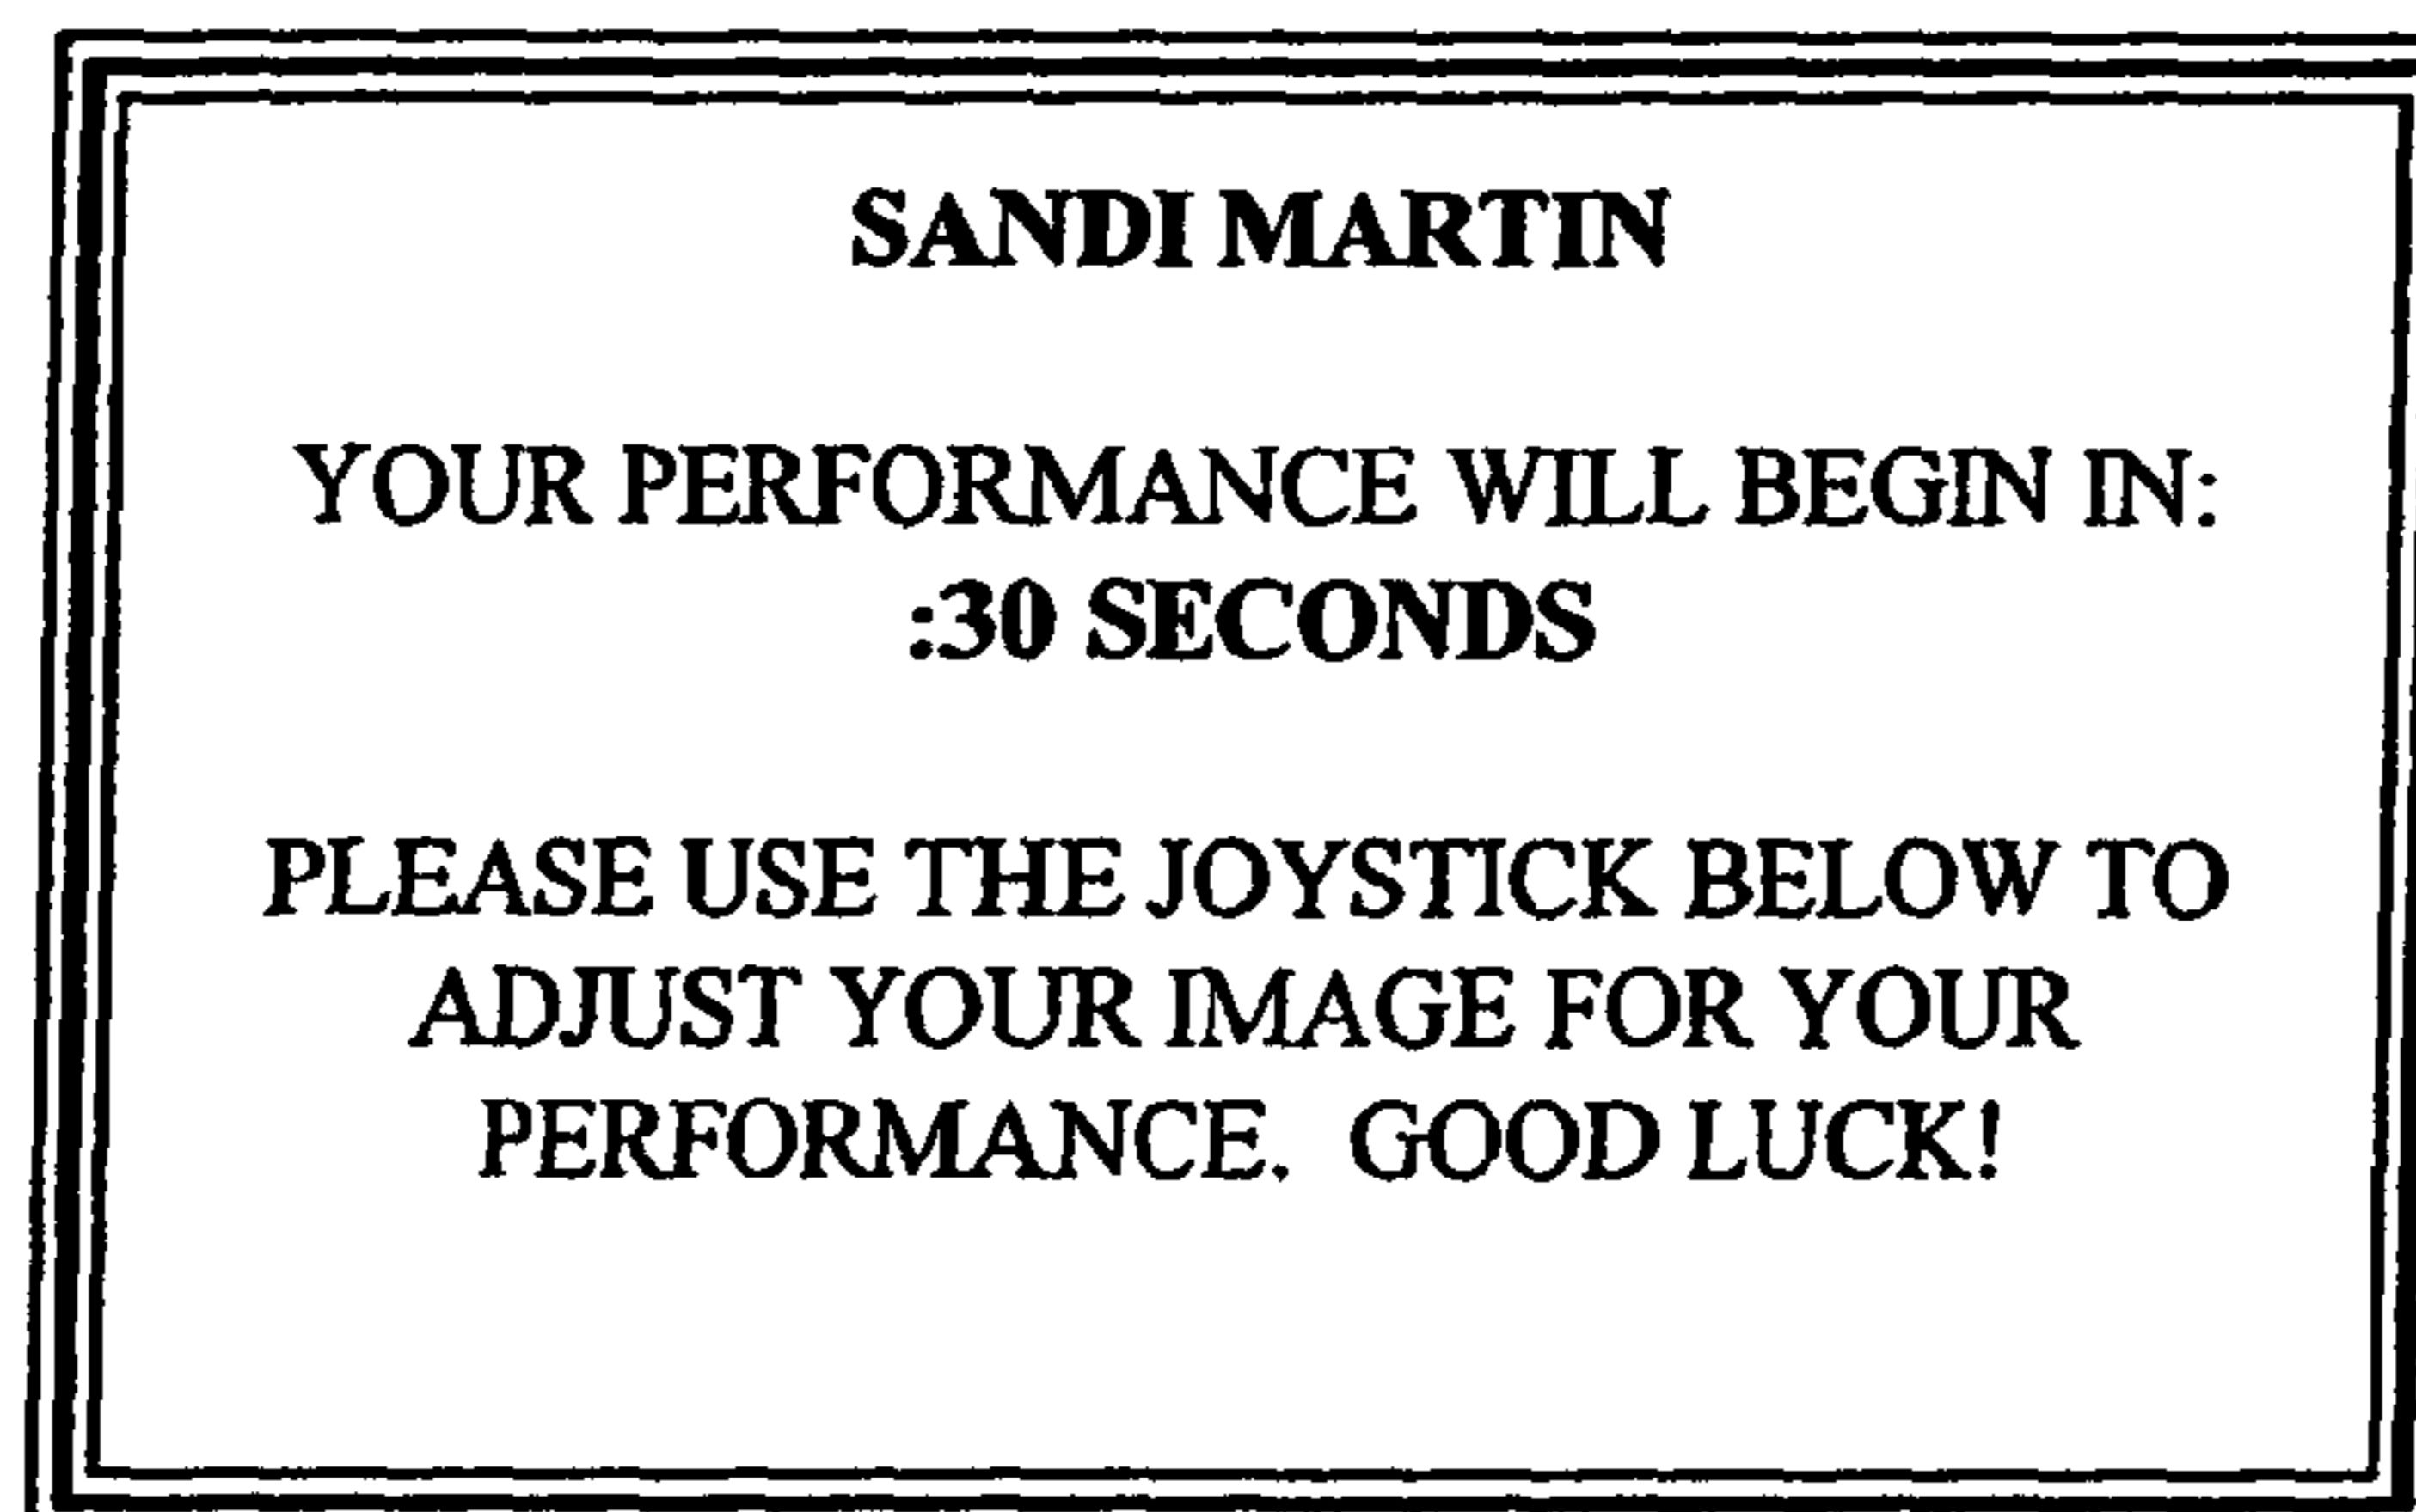 SANDI MARTIN
YOUR PERFORMANCE WILL BEGIN IN:
:30 SECONDS
PLEASE USE THE JOYSTICK BELOW TO
ADJUST YOUR IMAGE FOR YOUR
PERFORMANCE.  GOOD LUCK!